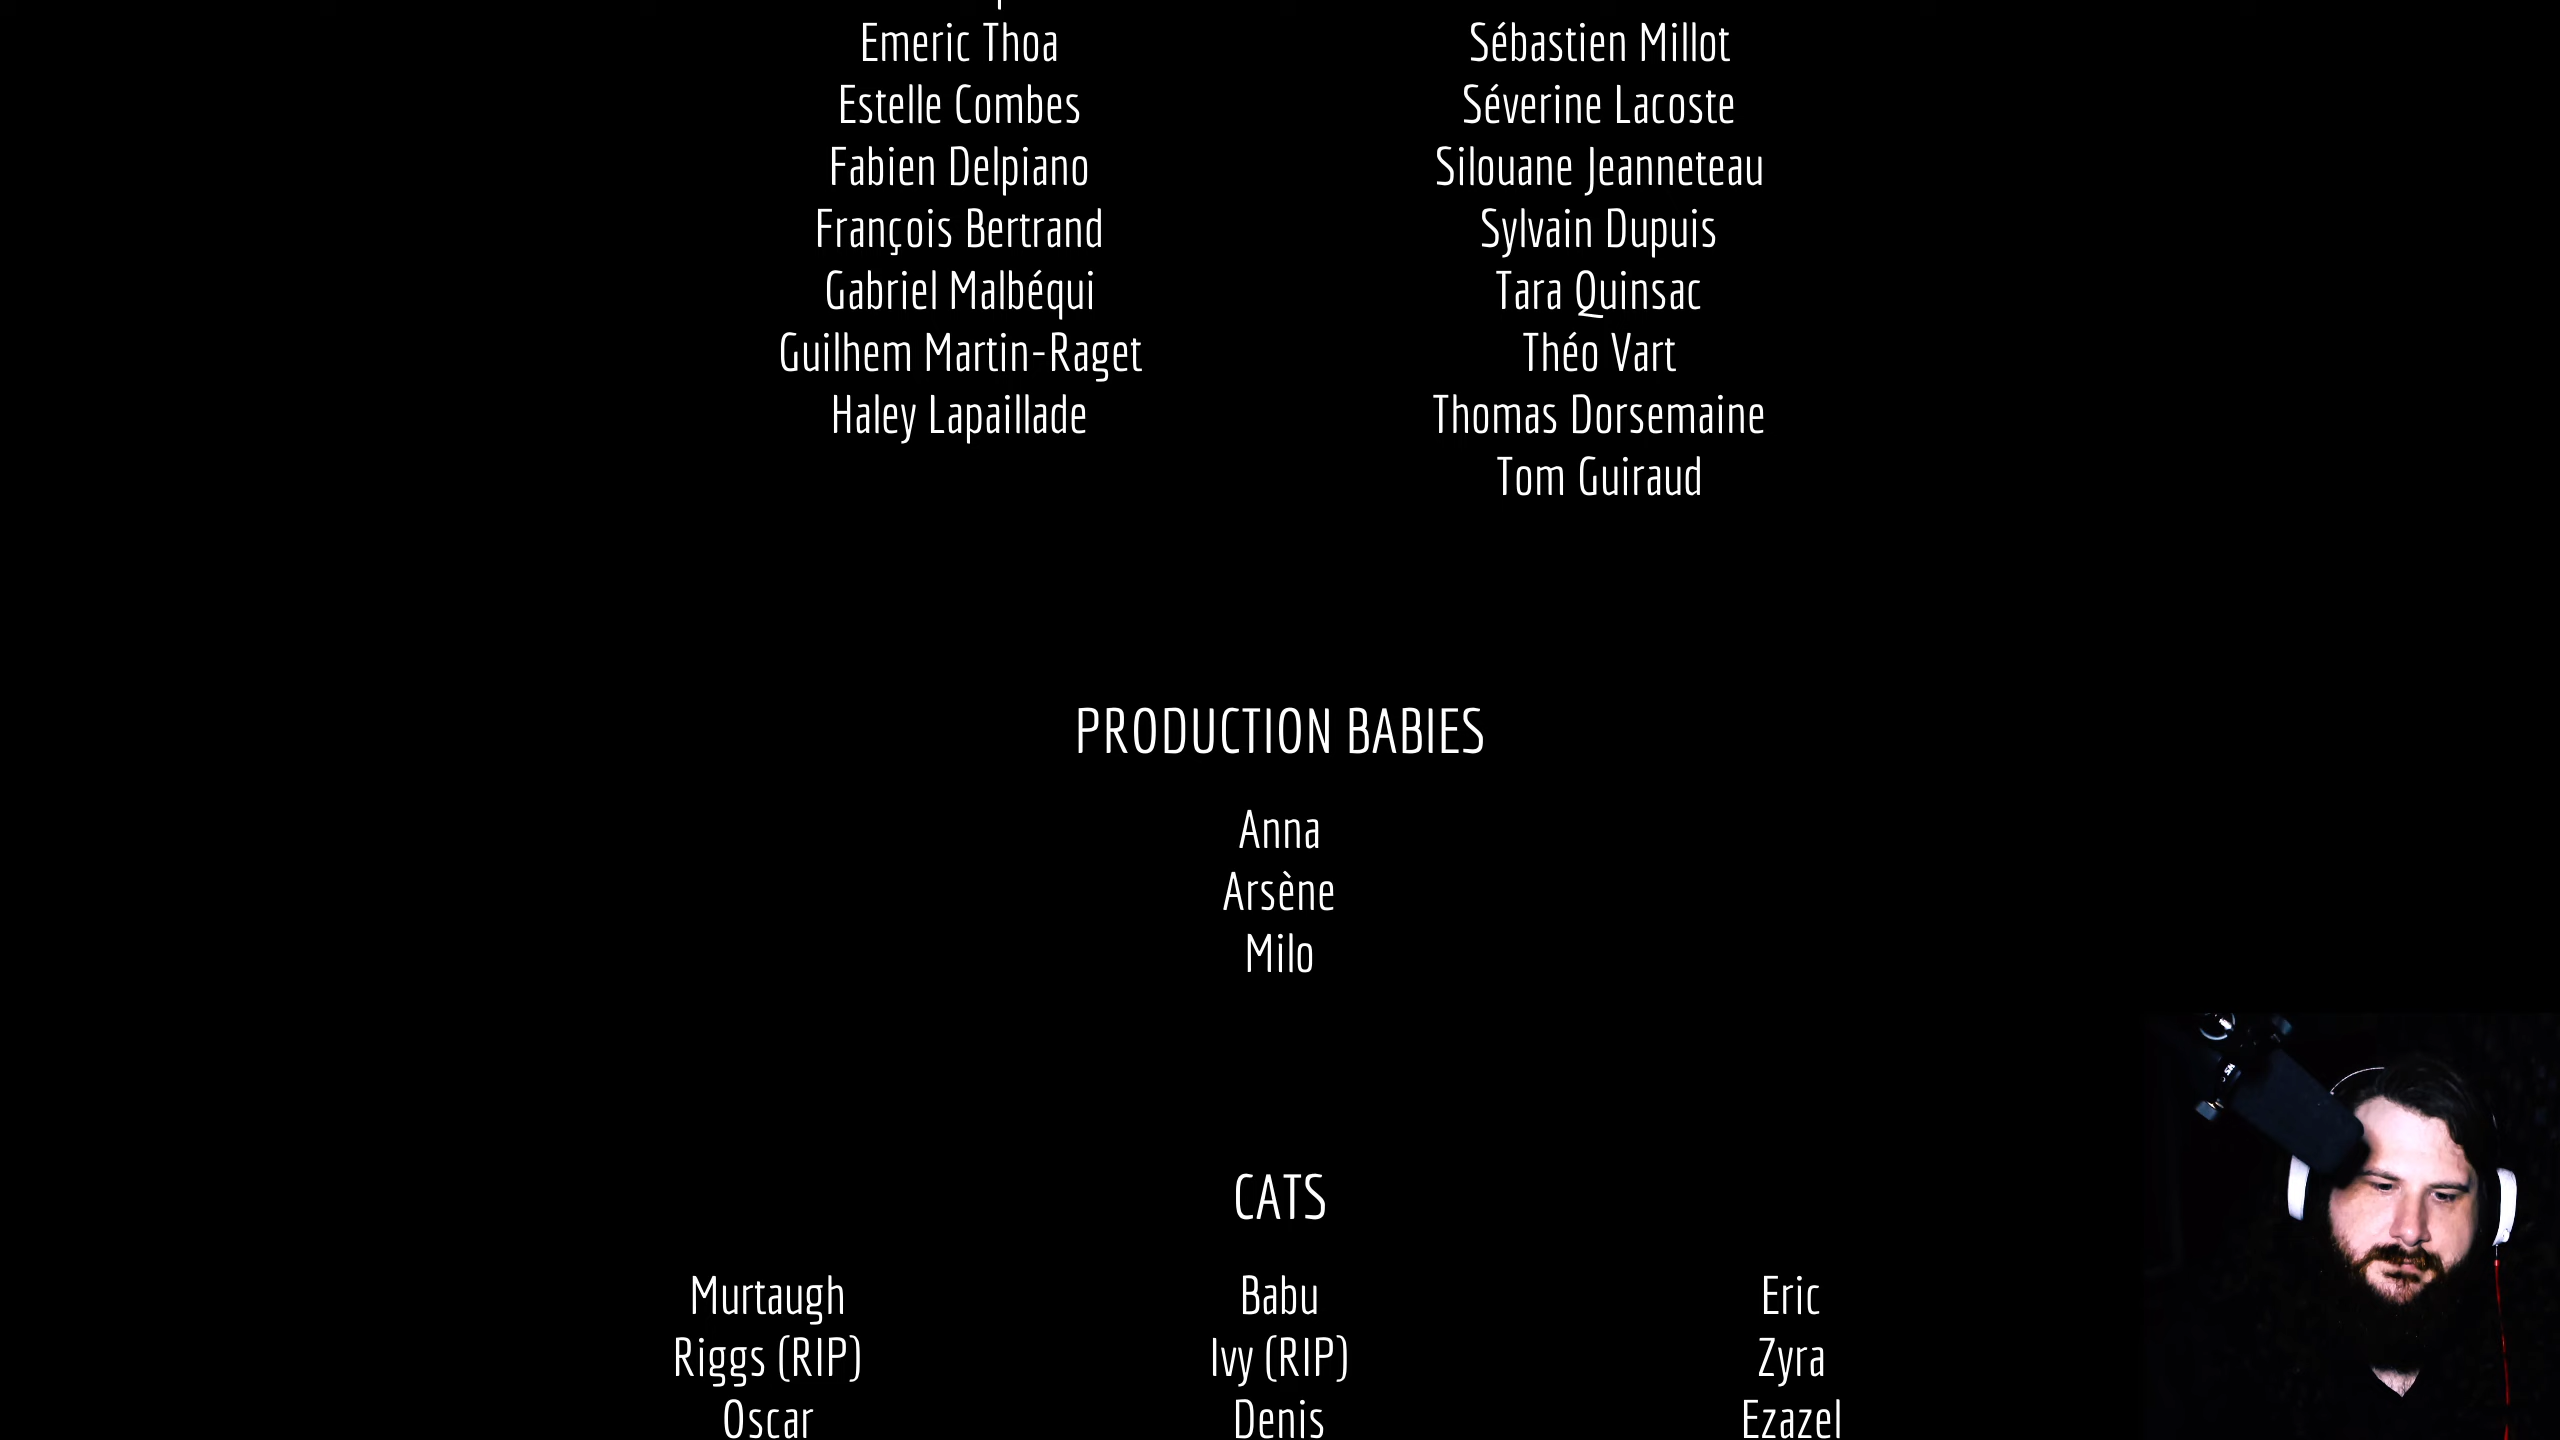 Emeric Thoa
Estelle Combes
Fabien Delpiano
François Bertrand
Gabriel Malbéqui
Guilhem Martin-Raget
Haley Lapaillade
Sébastien Millot
Séverine Lacoste
Silouane Jeanneteau
Sylvain Dupuis
Tara Quinsac
Théo Vart
Thomas Dorsemaine
Tom Guiraud
PRODUCTION BABIES
Anna
Arsène
Milo
CATS
Murtaugh
Riggs (RIP)
Oscar
Babu
Ivy (RIP)
Denis
Eric
Zyra
Ezazel